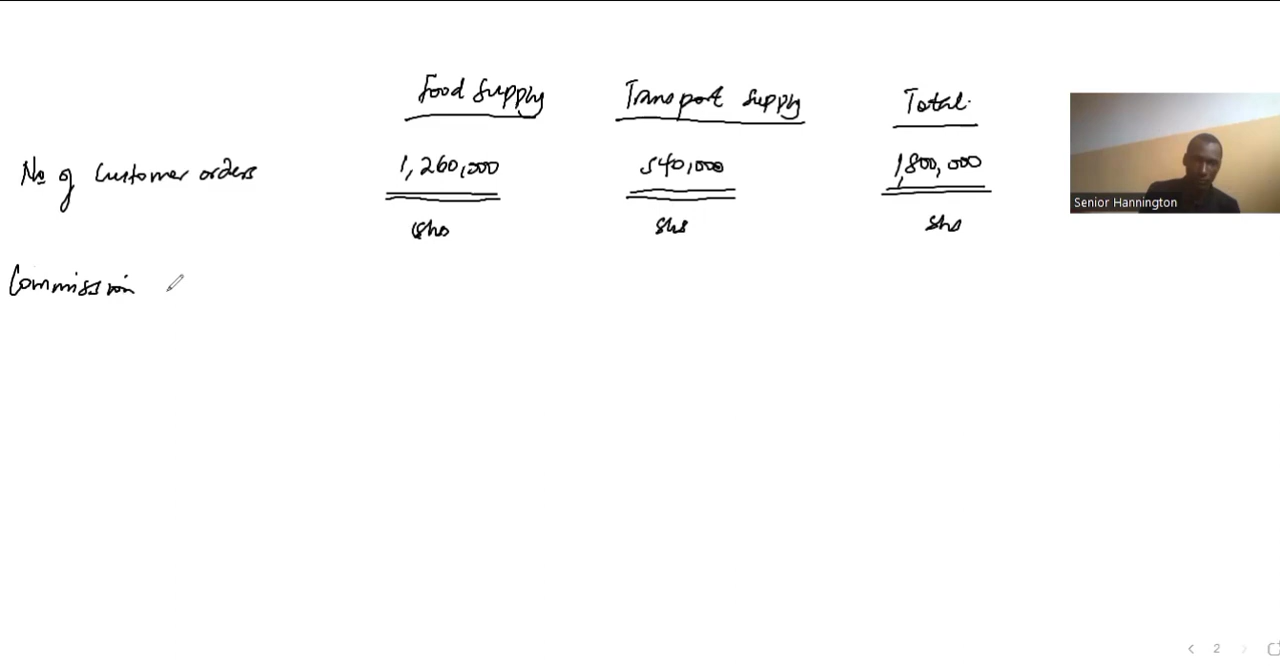 Food Supply Transport Supply Total
No of Customer orders 1,260,000 540,000 1,800,000
shs shs shs
Commission
Senior Hannington
2